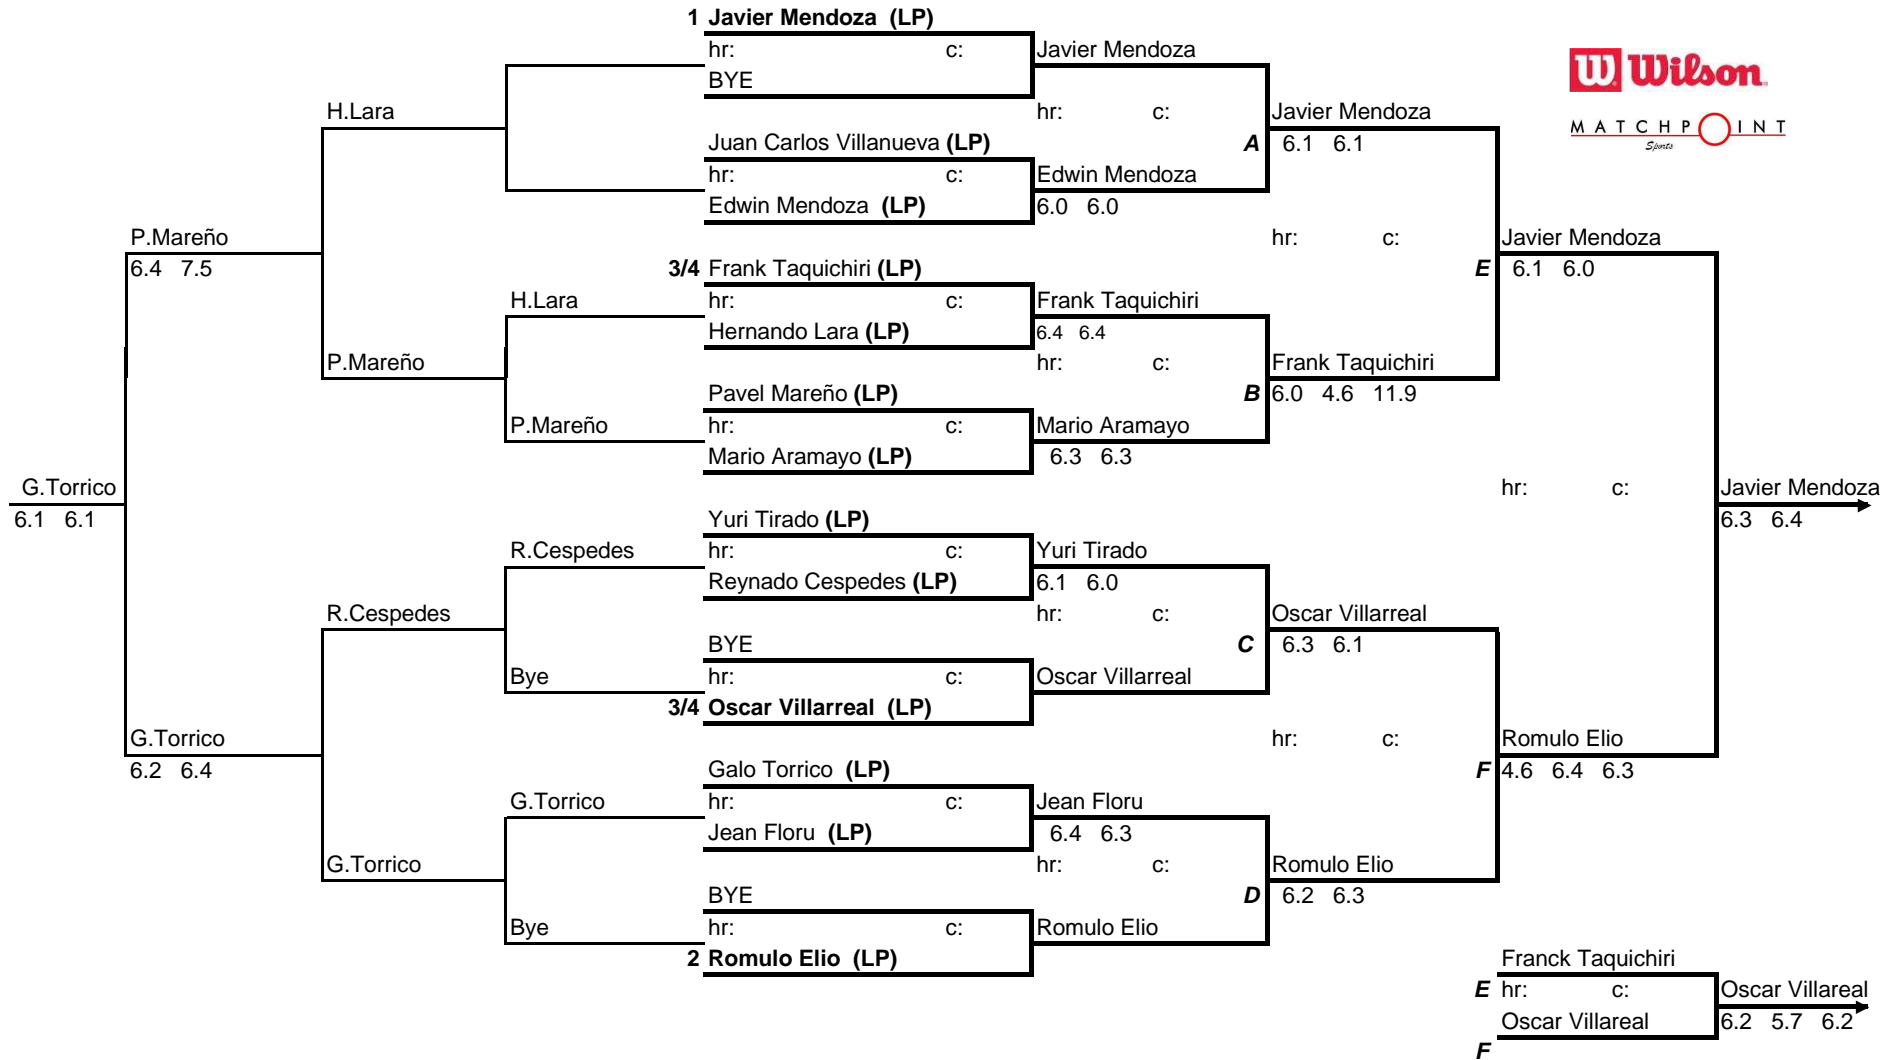 1 Javier Mendoza (LP)
hr: c: Javier Mendoza
BYE
Wilson
H.Lara hr: c: Javier Mendoza
MATCHPOINT
Sports
Juan Carlos Villanueva (LP) A 6.1 6.1
hr: c: Edwin Mendoza
Edwin Mendoza (LP) 6.0 6.0
P.Mareño hr: c: Javier Mendoza
6.4 7.5 3/4 Frank Taquichiri (LP) E 6.1 6.0
H.Lara hr: c: Frank Taquichiri
Hernando Lara (LP) 6.4 6.4
P.Mareño hr: c: Frank Taquichiri
Pavel Mareño (LP) B 6.0 4.6 11.9
P.Mareño hr: c: Mario Aramayo
Mario Aramayo (LP) 6.3 6.3
G.Torrico hr: c: Javier Mendoza
6.1 6.1 Yuri Tirado (LP) 6.3 6.4
R.Cespedes hr: c: Yuri Tirado
Reynado Cespedes (LP) 6.1 6.0
R.Cespedes hr: c: Oscar Villarreal
BYE C 6.3 6.1
Bye hr: c: Oscar Villarreal
3/4 Oscar Villarreal (LP)
G.Torrico hr: c: Romulo Elio
6.2 6.4 Galo Torrico (LP) F 4.6 6.4 6.3
G.Torrico hr: c: Jean Floru
Jean Floru (LP) 6.4 6.3
G.Torrico hr: c: Romulo Elio
BYE D 6.2 6.3
Bye hr: c: Romulo Elio
2 Romulo Elio (LP) Franck Taquichiri
E hr: c: Oscar Villareal
Oscar Villareal 6.2 5.7 6.2
F